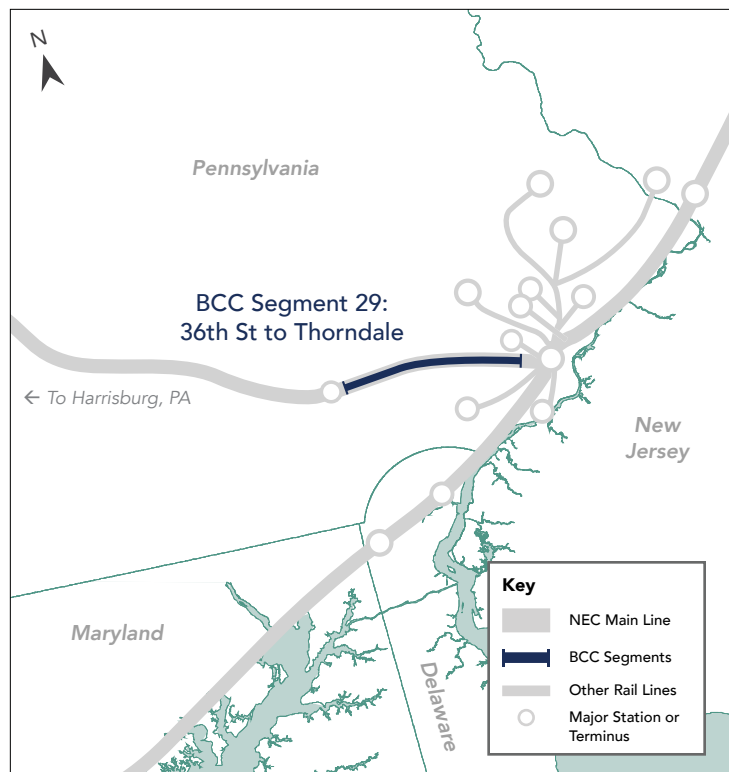 N
Pennsylvania
BCC Segment 29:
36th St to Thorndale
← To Harrisburg, PA
New
Jersey
Maryland
Delaware
Key
NEC Main Line
BCC Segments
Other Rail Lines
Major Station or
Terminus